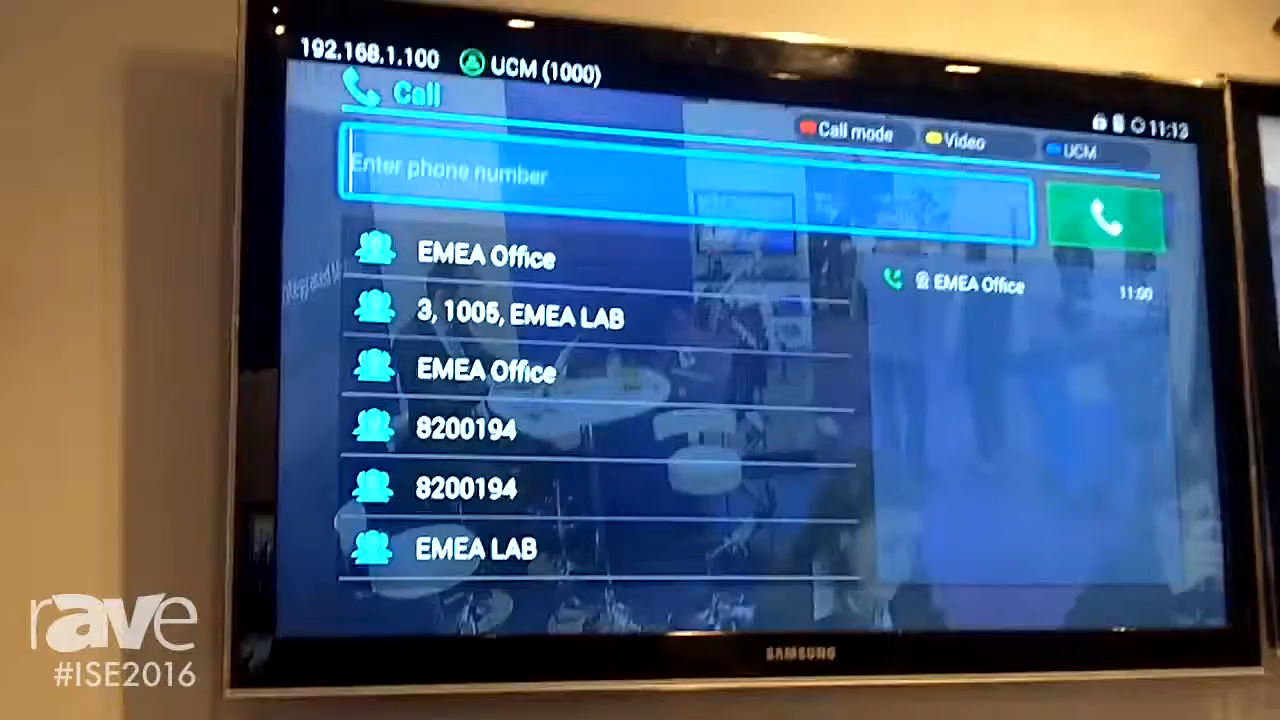 192.168.1.100 UCM (1000)
Call
11:13
Call mode
Video
UCM
Enter phone number
EMEA Office
3, 1005, EMEA LAB
EMEA Office
8200194
8200194
EMEA LAB
EMEA Office 11:00
SAMSUNG
rAVe
#ISE2016